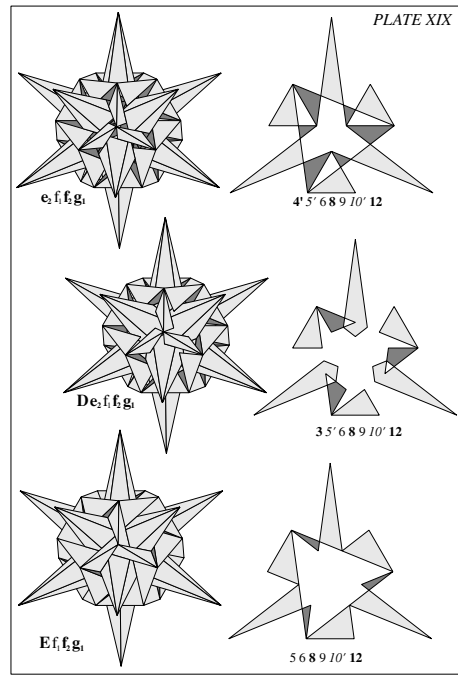 PLATE XIX
e₂ f₁ f₂ g₁
4' 5' 6 8 9 10' 12
De₂ f₁ f₂ g₁
3 5' 6 8 9 10' 12
Ef₁ f₂ g₁
5 6 8 9 10' 12